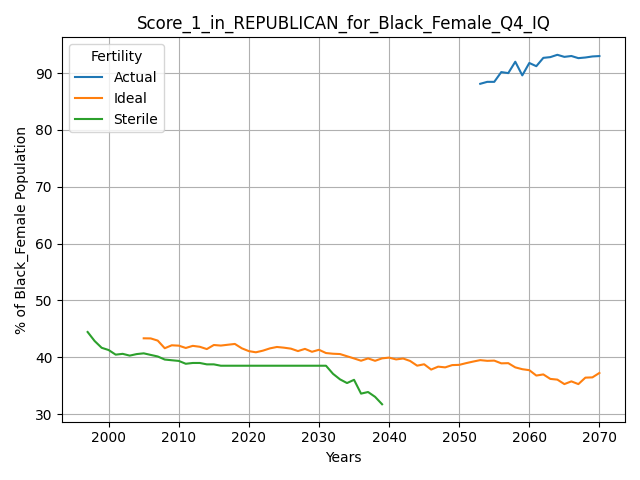 Score_1_in_REPUBLICAN_for_Black_Female_Q4_IQ
Fertility
Actual
Ideal
Sterile
% of Black_Female Population
90
80
70
60
50
40
30
2000 2010 2020 2030 2040 2050 2060 2070
Years